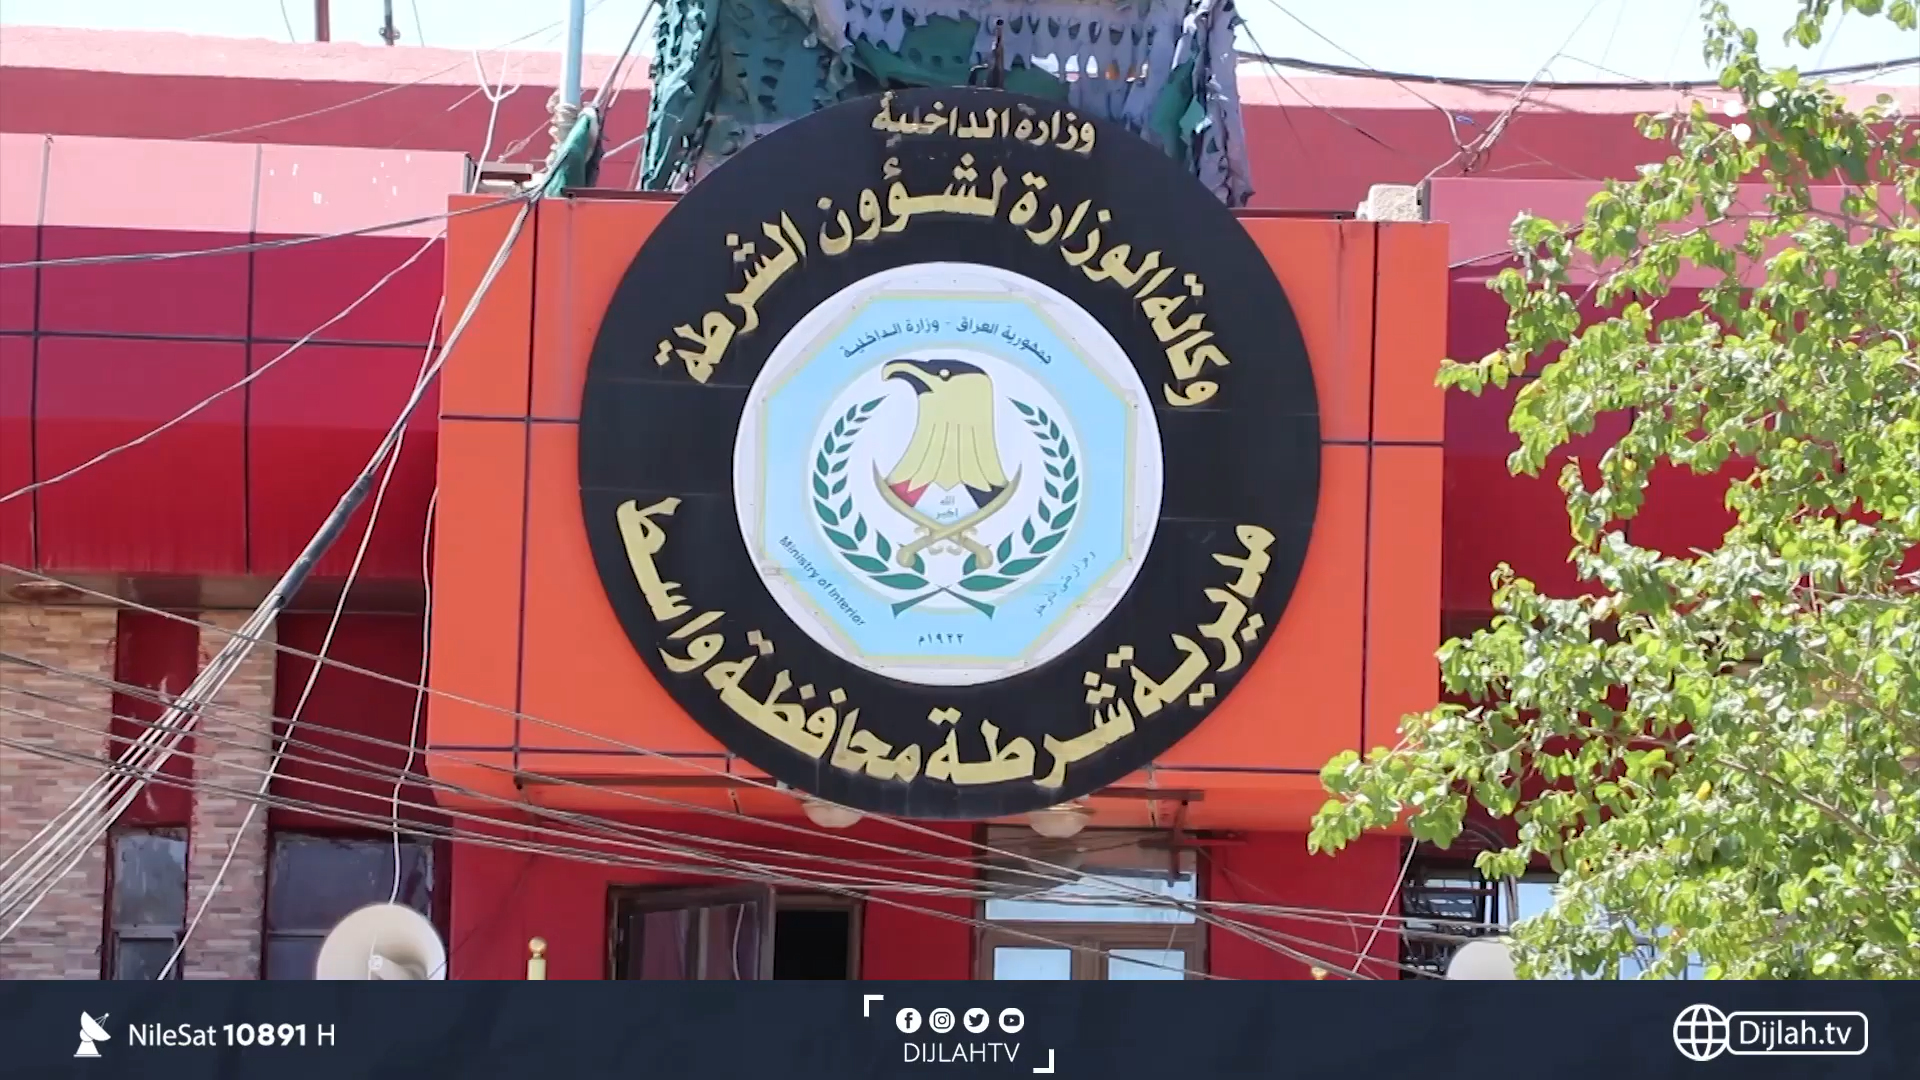 وزارة الداخلية
وكالة الوزارة لشؤون الشرطة
جمهورية العراق - وزارة الداخلية
الله
اكبر
Ministry of Interior
١٩٢٢م
مديرية شرطة محافظة واسط
NileSat 10891 H
DIJLAHTV
Dijlah.tv